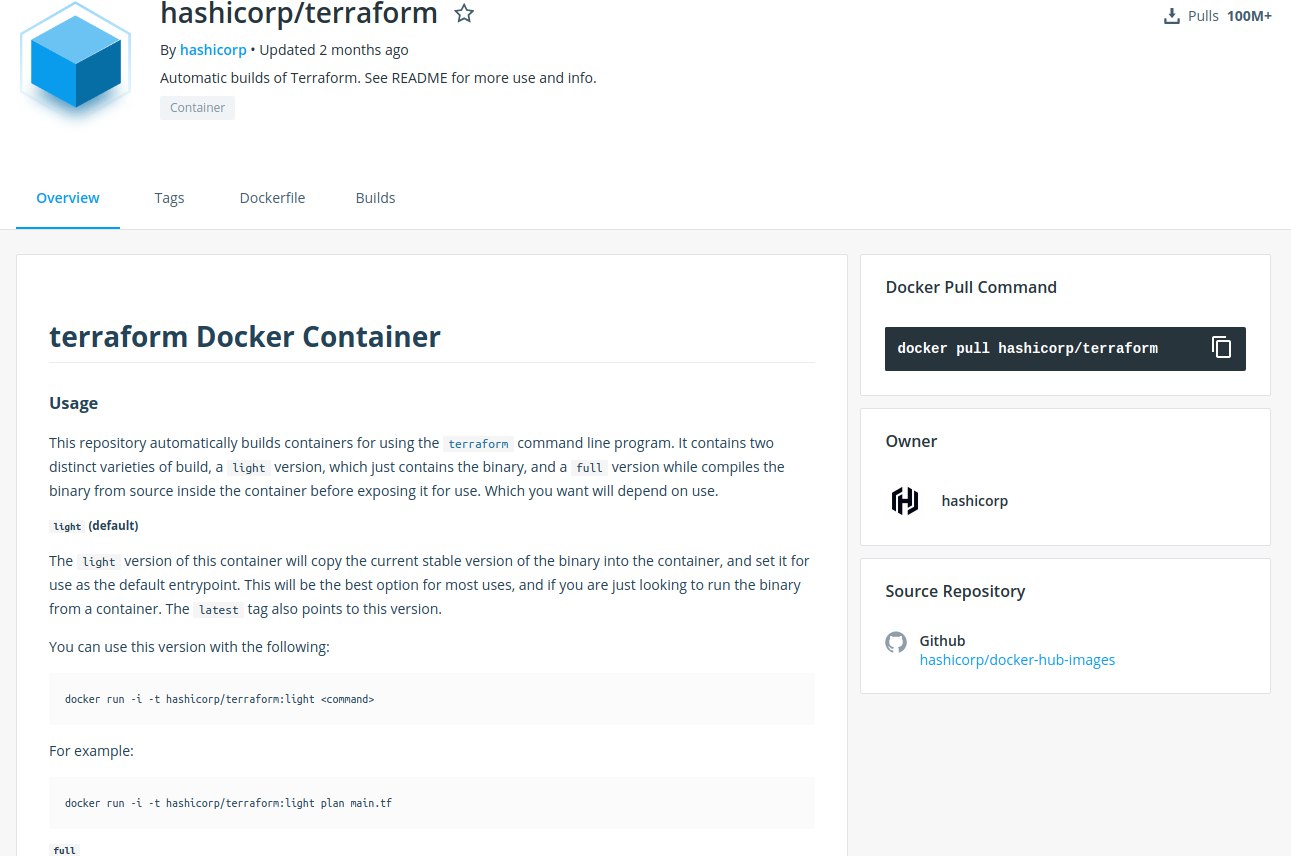 hashicorp/terraform
Pulls 100M+
By hashicorp • Updated 2 months ago
Automatic builds of Terraform. See README for more use and info.
Container
Overview Tags Dockerfile Builds
terraform Docker Container
Usage
This repository automatically builds containers for using the terraform command line program. It contains two
distinct varieties of build, a light version, which just contains the binary, and a full version while compiles the
binary from source inside the container before exposing it for use. Which you want will depend on use.
light (default)
The light version of this container will copy the current stable version of the binary into the container, and set it for
use as the default entrypoint. This will be the best option for most uses, and if you are just looking to run the binary
from a container. The latest tag also points to this version.
You can use this version with the following:
docker run -i -t hashicorp/terraform:light <command>
For example:
docker run -i -t hashicorp/terraform:light plan main.tf
full
Docker Pull Command
docker pull hashicorp/terraform
Owner
hashicorp
Source Repository
Github
hashicorp/docker-hub-images